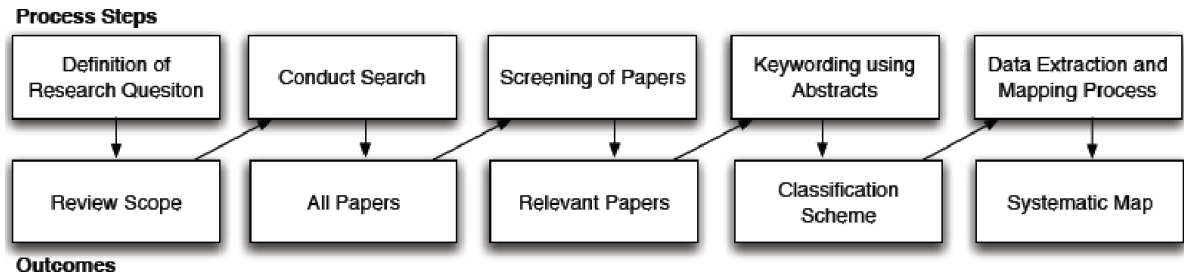 Process Steps
Definition of
Research Quesiton
Conduct Search
Screening of Papers
Keywording using
Abstracts
Data Extraction and
Mapping Process
Review Scope
All Papers
Relevant Papers
Classification
Scheme
Systematic Map
Outcomes